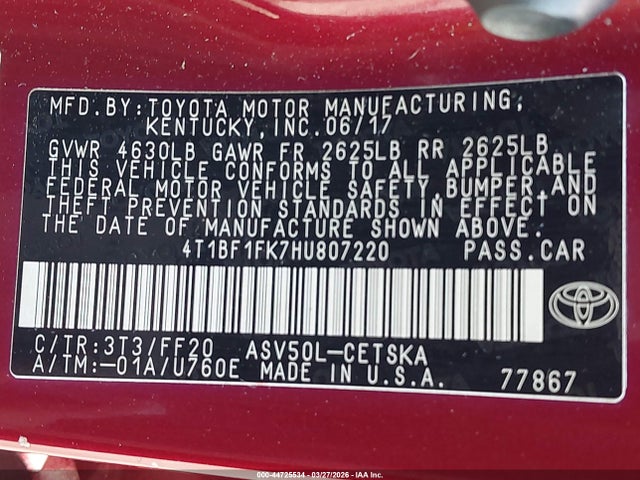 MFD.BY:TOYOTA MOTOR MANUFACTURING,
KENTUCKY,INC.06/17
GVWR 4630LB GAWR FR 2625LB RR 2625LB
THIS VEHICLE CONFORMS TO ALL APPLICABLE
FEDERAL MOTOR VEHICLE SAFETY,BUMPER,AND
THEFT PREVENTION STANDARDS IN EFFECT ON
THE DATE OF MANUFACTURE SHOWN ABOVE.
4T1BF1FK7HU807220 PASS.CAR
C/TR:3T3/FF20 ASV50L-CETSKA
A/TM:-01A/U760E MADE IN U.S.A. 77867
000-44725534 - 03/27/2026 - IAA Inc.